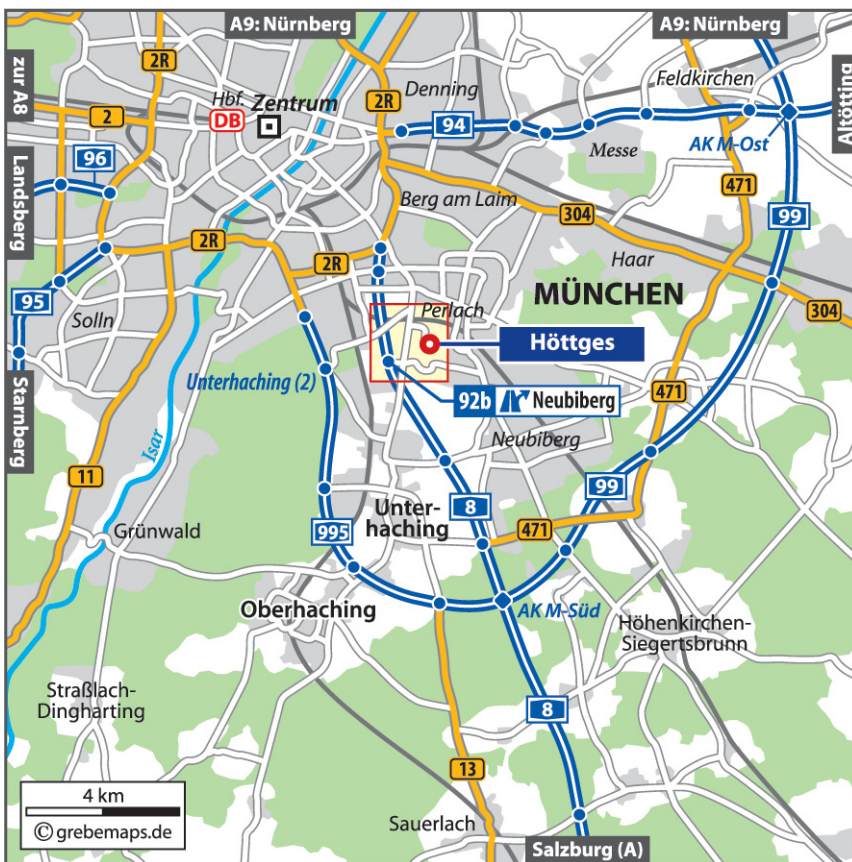 A9: Nürnberg
A9: Nürnberg
zur A8
2R
Hbf.
DB
Zentrum
2
2R
Denning
Feldkirchen
Altötting
94
AK M-Ost
Messe
Landsberg
96
471
99
Berg am Laim
304
2R
2R
Haar
95
Solln
Perlach
MÜNCHEN
304
Höttges
Starnberg
Unterhaching (2)
92b
Neubiberg
471
Isar
Neubiberg
11
99
8
Grünwald
995
Unter-
haching
471
Oberhaching
AK M-Süd
Höhenkirchen-
Siegertsbrunn
Straßlach-
Dingharting
8
13
4 km
© grebemaps.de
Sauerlach
Salzburg (A)